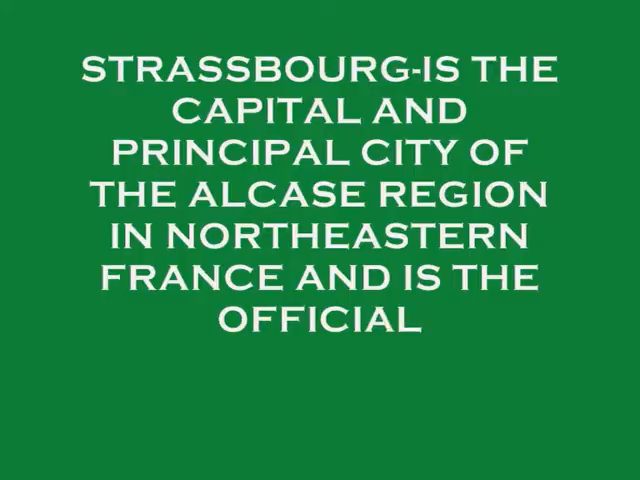 STRASSBOURG-IS THE
CAPITAL AND
PRINCIPAL CITY OF
THE ALCASE REGION
IN NORTHEASTERN
FRANCE AND IS THE
OFFICIAL